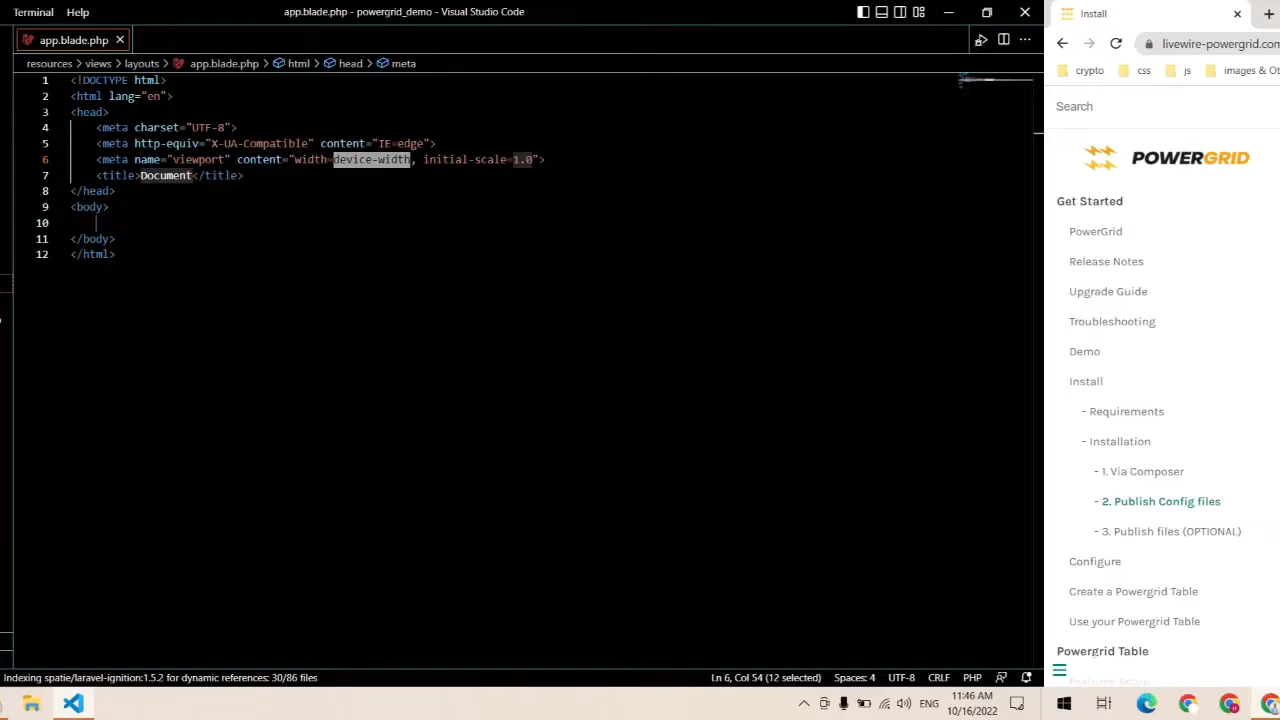 Terminal Help app.blade.php - powergrid_demo - Visual Studio Code
app.blade.php
resources > views > layouts > app.blade.php > html > head > meta
1 <!DOCTYPE html>
2 <html lang="en">
3 <head>
4 <meta charset="UTF-8">
5 <meta http-equiv="X-UA-Compatible" content="IE=edge">
6 <meta name="viewport" content="width=device-width, initial-scale=1.0">
7 <title>Document</title>
8 </head>
9 <body>
10
11 </body>
12 </html>
Indexing spatie/laravel-ignition:1.5.2 for dynamic references: 20/86 files Ln 6, Col 54 (12 selected) Spaces: 4 UTF-8 CRLF PHP
Install
livewire-powergrid.com
crypto css js images & Ot
Search
POWERGRID
Get Started
PowerGrid
Release Notes
Upgrade Guide
Troubleshooting
Demo
Install
- Requirements
- Installation
- 1. Via Composer
- 2. Publish Config files
- 3. Publish files (OPTIONAL)
Configure
Create a Powergrid Table
Use your Powergrid Table
Powergrid Table
Features Setup
ENG
11:46 AM
10/16/2022